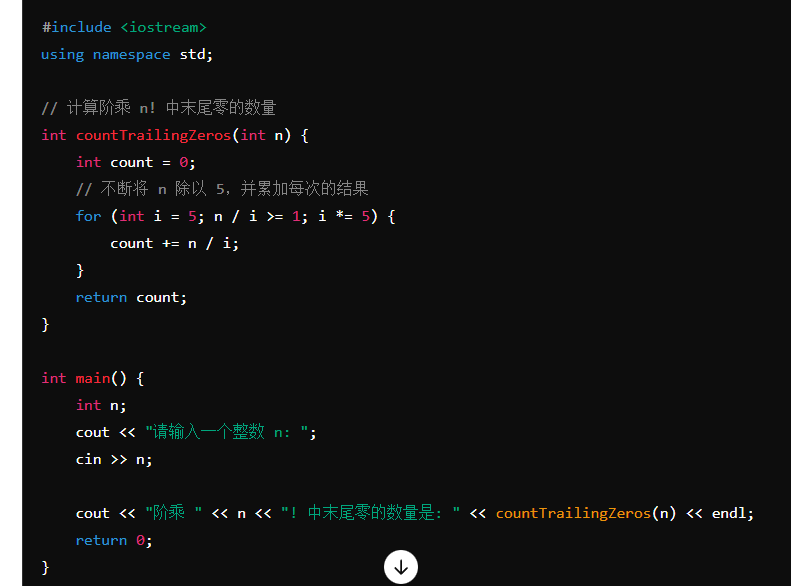 #include <iostream>
using namespace std;
// 计算阶乘 n! 中末尾零的数量
int countTrailingZeros(int n) {
int count = 0;
// 不断将 n 除以 5，并累加每次的结果
for (int i = 5; n / i >= 1; i *= 5) {
count += n / i;
}
return count;
}
int main() {
int n;
cout << "请输入一个整数 n: ";
cin >> n;
cout << "阶乘 " << n << "! 中末尾零的数量是: " << countTrailingZeros(n) << endl;
return 0;
}